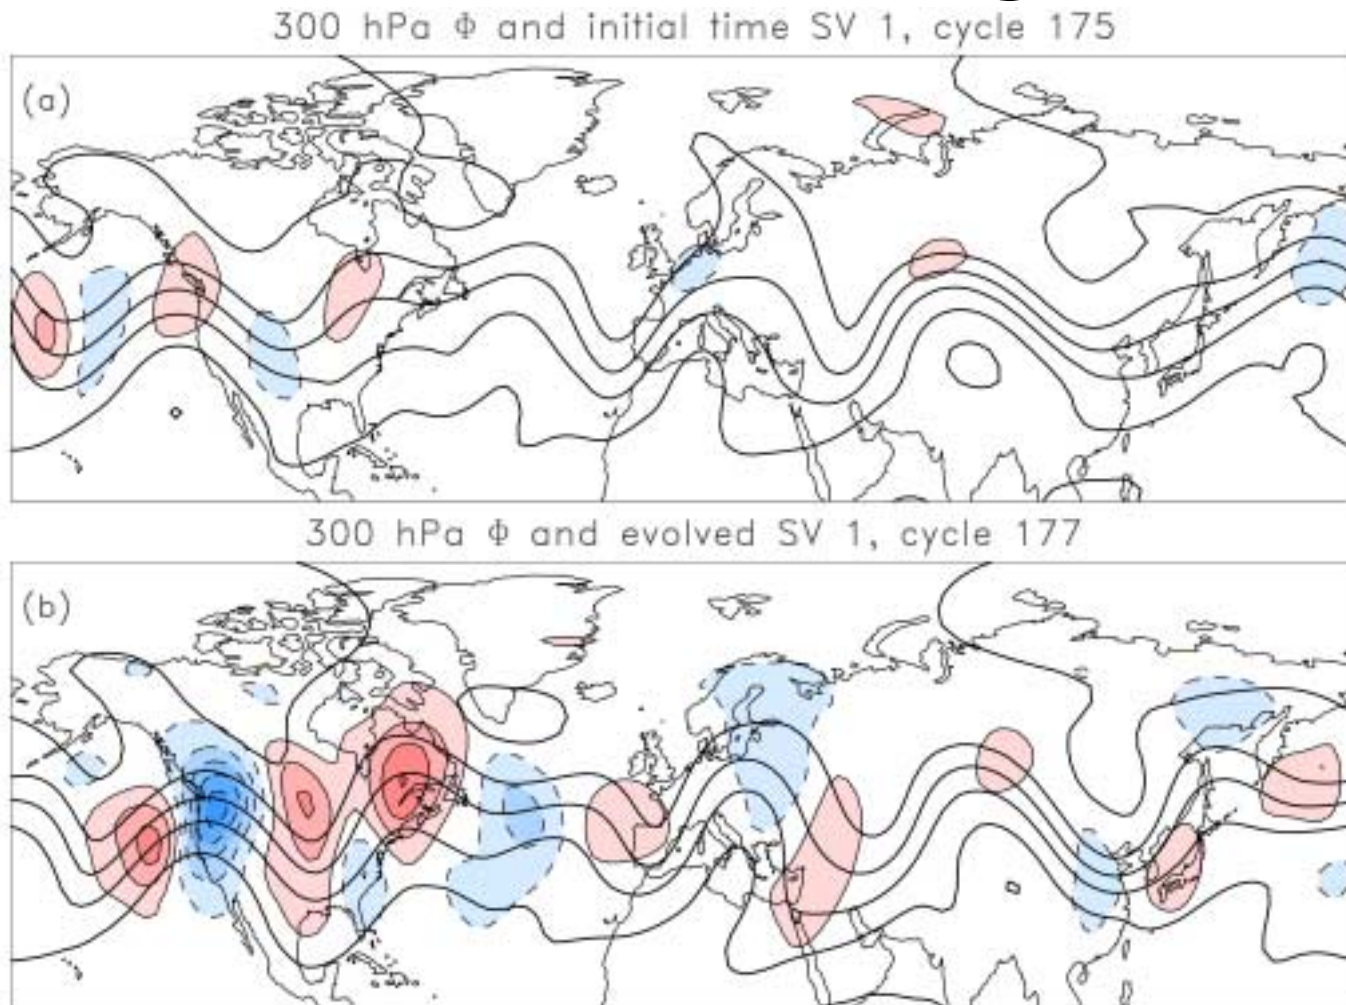 300 hPa Φ and initial time SV 1, cycle 175
(a)
300 hPa Φ and evolved SV 1, cycle 177
(b)